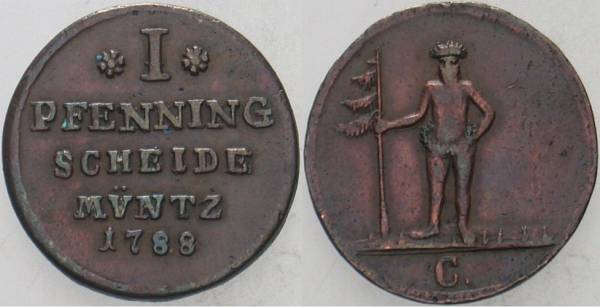 I
PFENNING
SCHEIDE
MÜNTZ
1788
C.